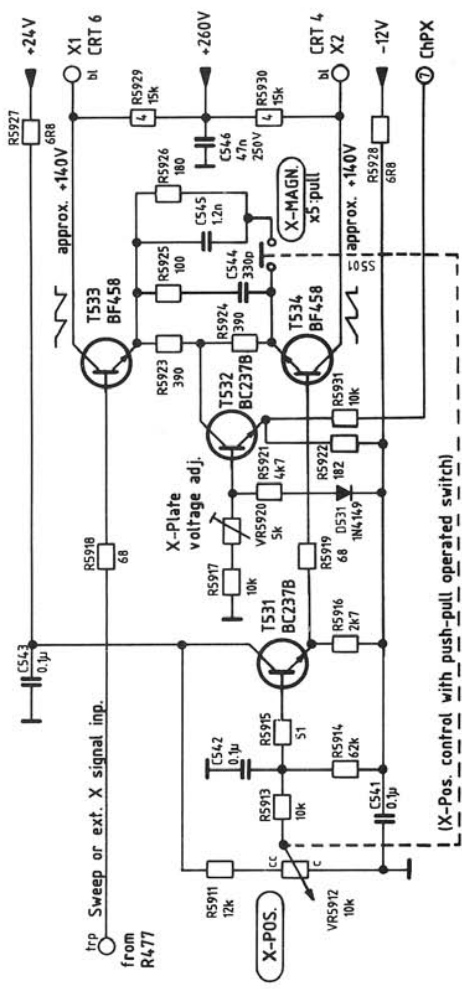 +24V
R5927
6R8
CRT 6
X1
bl
+260V
CRT 4
X2
bl
-12V
ChPX
7
R5929
15k
4
R5930
15k
4
C546
47n
250V
R5928
6R8
approx. +140V
approx. +140V
R5926
180
C545
1.2n
X-MAGN.
x5:pull
S501
R5925
100
C544
330p
T533
BF458
R5923
390
R5924
390
T534
BF458
T532
BC237B
R5931
10k
R5922
182
R5921
4k7
D531
1N4149
X-Plate
voltage adj.
VR5920
5k
R5917
10k
R5918
68
R5919
68
T531
BC237B
R5916
2k7
C543
0.1µ
C542
0.1µ
R5915
51
R5914
62k
R5913
10k
C541
0.1µ
R5911
12k
cc
c
VR5912
10k
X-POS.
Sweep or ext. X signal inp.
trp
from
R477
(X-Pos. control with push-pull operated switch)